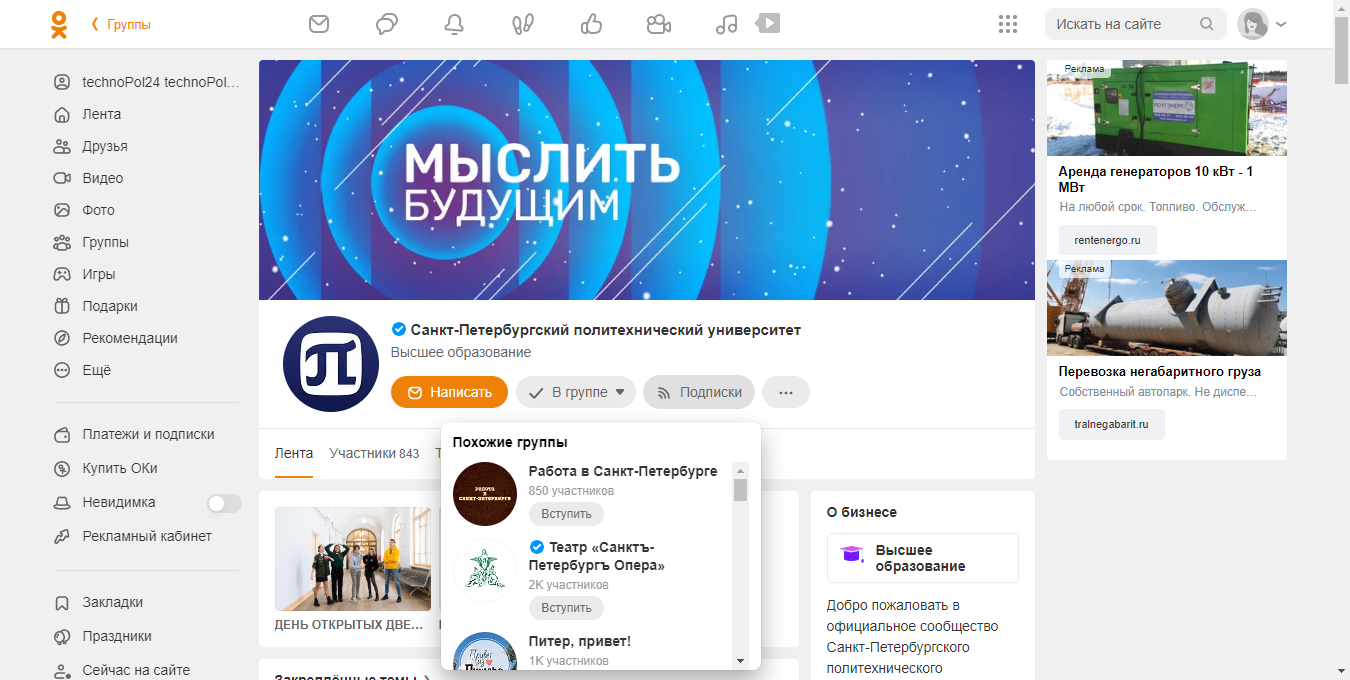 Группы
Искать на сайте
technoPol24 technoPol…
Лента
Друзья
Видео
Фото
Группы
Игры
Подарки
Рекомендации
Ещё
Платежи и подписки
Купить ОКи
Невидимка
Рекламный кабинет
Закладки
Праздники
Сейчас на сайте
МЫСЛИТЬ
БУДУЩИМ
Санкт-Петербургский политехнический университет
Высшее образование
Написать
В группе
Подписки
Лента
Участники 843
Похожие группы
Работа в Санкт-Петербурге
850 участников
Вступить
РАБОТА
В
САНКТ-ПЕТЕРБУРГЕ
Театр «Санктъ-
Петербургъ Опера»
2K участников
Вступить
Питер, привет!
1K участников
Привет
из
ДЕНЬ ОТКРЫТЫХ ДВЕ…
Закреплённые темы
О бизнесе
Высшее
образование
Добро пожаловать в
официальное сообщество
Санкт-Петербургского
политехнического
Реклама
Аренда генераторов 10 кВт - 1
МВт
На любой срок. Топливо. Обслуж…
rentenergo.ru
Реклама
Перевозка негабаритного груза
Собственный автопарк. Не диспе…
tralnegabarit.ru